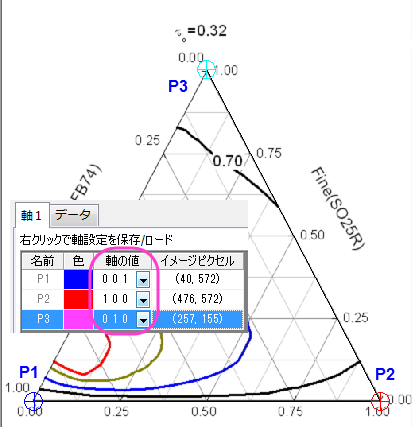 τ。=0.32
0.00 1.00
P3
0.25 0.75
0.70
FB74)
Fine(SO25R)
軸 1 データ
右クリックで軸設定を保存/ロード
名前 色 軸の値 イメージピクセル
P1 0 0 1 (40, 572)
P2 1 0 0 (476, 572)
P3 0 1 0 (257, 155)
0.50
0.25
P1 P2
1.00 0.00
0.00 0.25 0.50 0.75 1.00